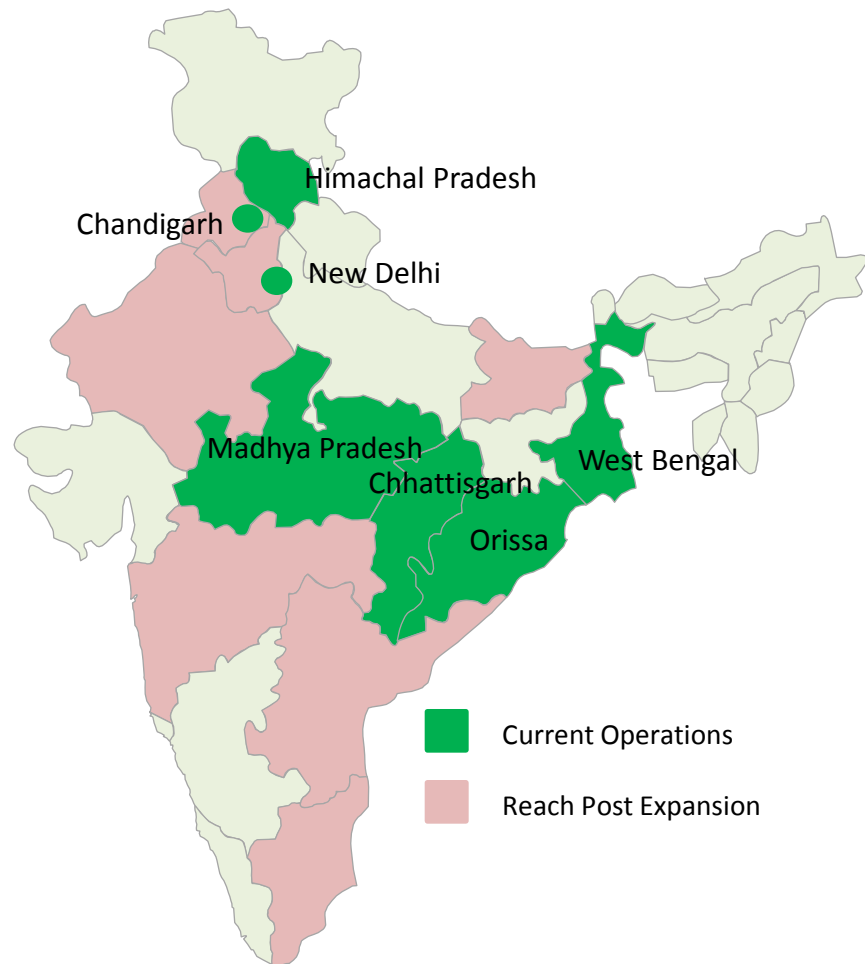 Himachal Pradesh
Chandigarh
New Delhi
Madhya Pradesh
West Bengal
Chhattisgarh
Orissa
Current Operations
Reach Post Expansion